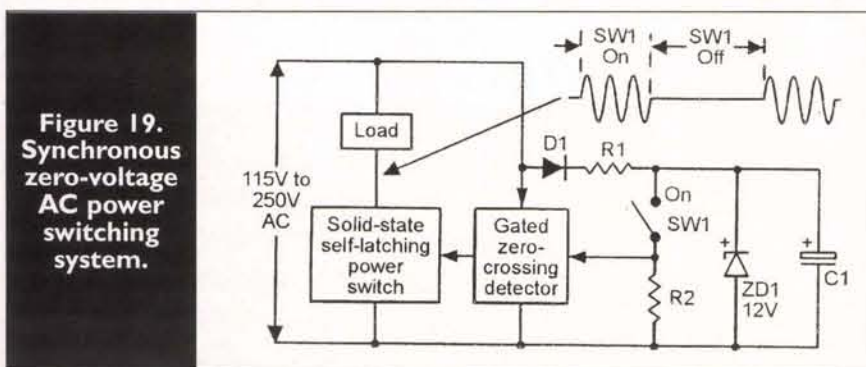 Figure 19.
Synchronous
zero-voltage
AC power
switching
system.
SW1
On
SW1
Off
Load
115V to
250V
AC
D1
R1
On
SW1
Solid-state
self-latching
power
switch
Gated
zero-
crossing
detector
R2
+
ZD1
12V
+
C1